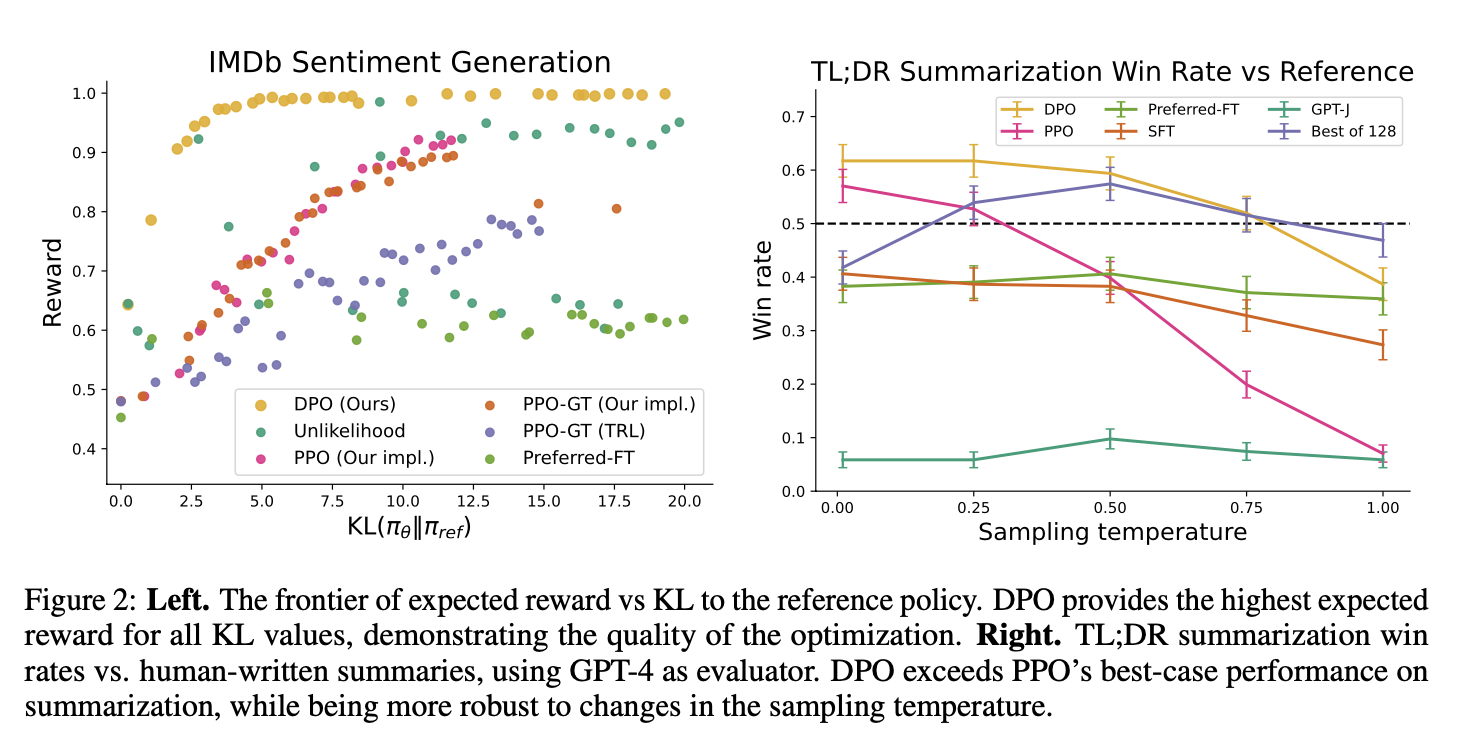 IMDb Sentiment Generation
Reward
1.0
0.9
0.8
0.7
0.6
0.5
0.4
DPO (Ours)
Unlikelihood
PPO (Our impl.)
PPO-GT (Our impl.)
PPO-GT (TRL)
Preferred-FT
0.0 2.5 5.0 7.5 10.0 12.5 15.0 17.5 20.0
KL(πθ‖πref)
TL;DR Summarization Win Rate vs Reference
Win rate
0.7
0.6
0.5
0.4
0.3
0.2
0.1
0.0
DPO
PPO
Preferred-FT
SFT
GPT-J
Best of 128
0.00 0.25 0.50 0.75 1.00
Sampling temperature
Figure 2: Left. The frontier of expected reward vs KL to the reference policy. DPO provides the highest expected
reward for all KL values, demonstrating the quality of the optimization. Right. TL;DR summarization win
rates vs. human-written summaries, using GPT-4 as evaluator. DPO exceeds PPO’s best-case performance on
summarization, while being more robust to changes in the sampling temperature.